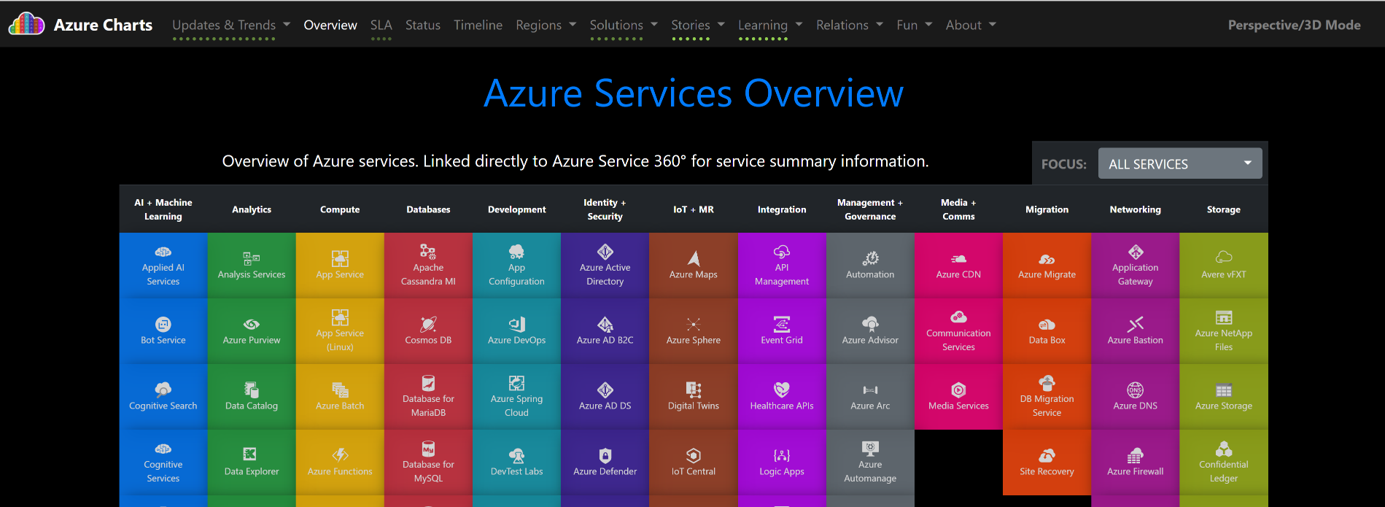 Azure Charts Updates & Trends Overview SLA Status Timeline Regions Solutions Stories Learning Relations Fun About Perspective/3D Mode
Azure Services Overview
Overview of Azure services. Linked directly to Azure Service 360° for service summary information.
FOCUS: ALL SERVICES
AI + Machine Learning
Analytics
Compute
Databases
Development
Identity + Security
IoT + MR
Integration
Management + Governance
Media + Comms
Migration
Networking
Storage
Applied AI Services
Analysis Services
App Service
Apache Cassandra MI
App Configuration
Azure Active Directory
Azure Maps
API Management
Automation
Azure CDN
Azure Migrate
Application Gateway
Avere vFXT
Bot Service
Azure Purview
App Service (Linux)
Cosmos DB
Azure DevOps
Azure AD B2C
Azure Sphere
Event Grid
Azure Advisor
Communication Services
Data Box
Azure Bastion
Azure NetApp Files
Cognitive Search
Data Catalog
Azure Batch
Database for MariaDB
Azure Spring Cloud
Azure AD DS
Digital Twins
Healthcare APIs
Azure Arc
Media Services
DB Migration Service
DNS
Azure DNS
Azure Storage
Cognitive Services
Data Explorer
Azure Functions
My
Database for MySQL
DevTest Labs
Azure Defender
IoT Central
Logic Apps
Azure Automanage
Site Recovery
Azure Firewall
Confidential Ledger